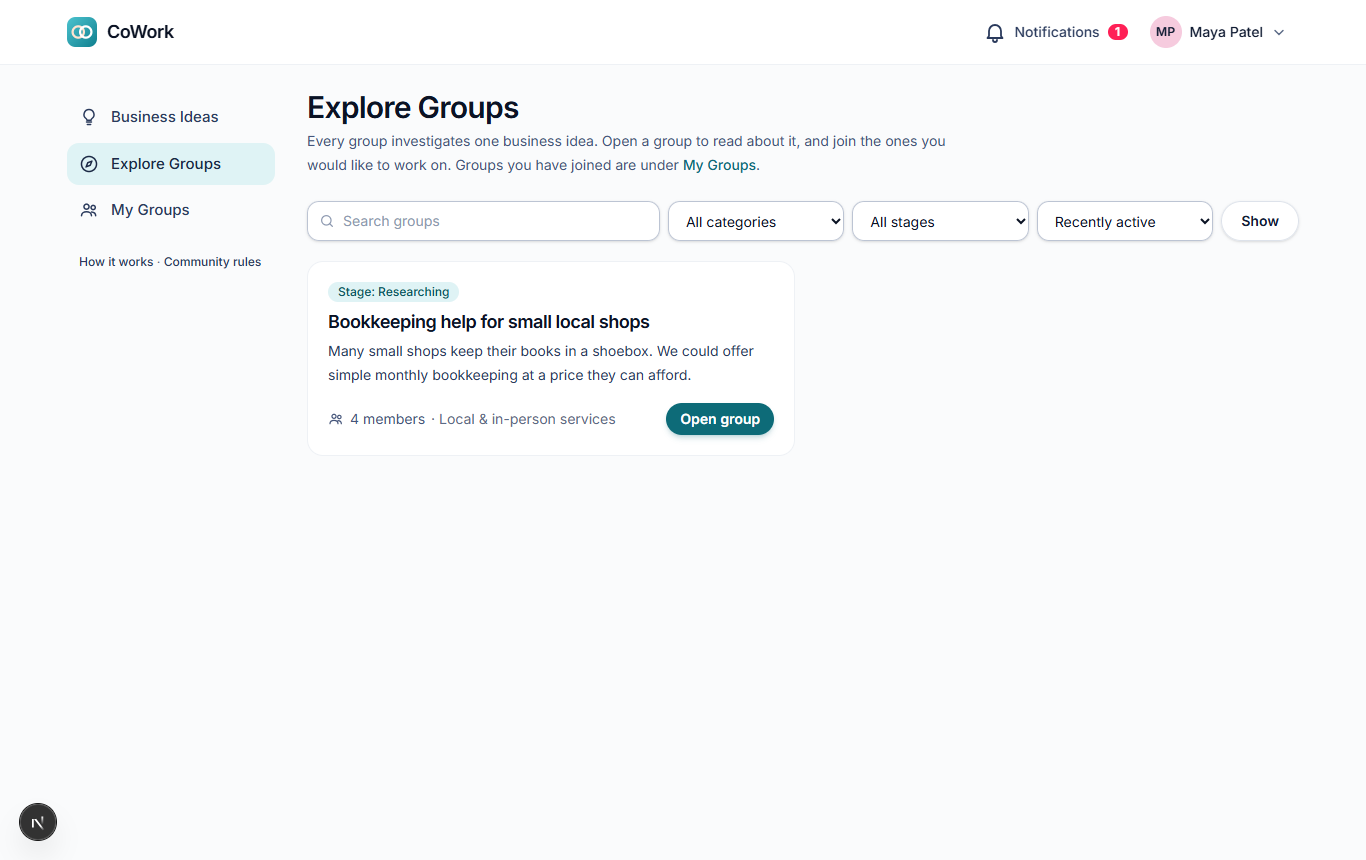 CoWork
Notifications 1
MP Maya Patel
Business Ideas
Explore Groups
My Groups
How it works · Community rules
Explore Groups
Every group investigates one business idea. Open a group to read about it, and join the ones you
would like to work on. Groups you have joined are under My Groups.
Search groups
All categories
All stages
Recently active
Show
Stage: Researching
Bookkeeping help for small local shops
Many small shops keep their books in a shoebox. We could offer
simple monthly bookkeeping at a price they can afford.
4 members · Local & in-person services
Open group
N